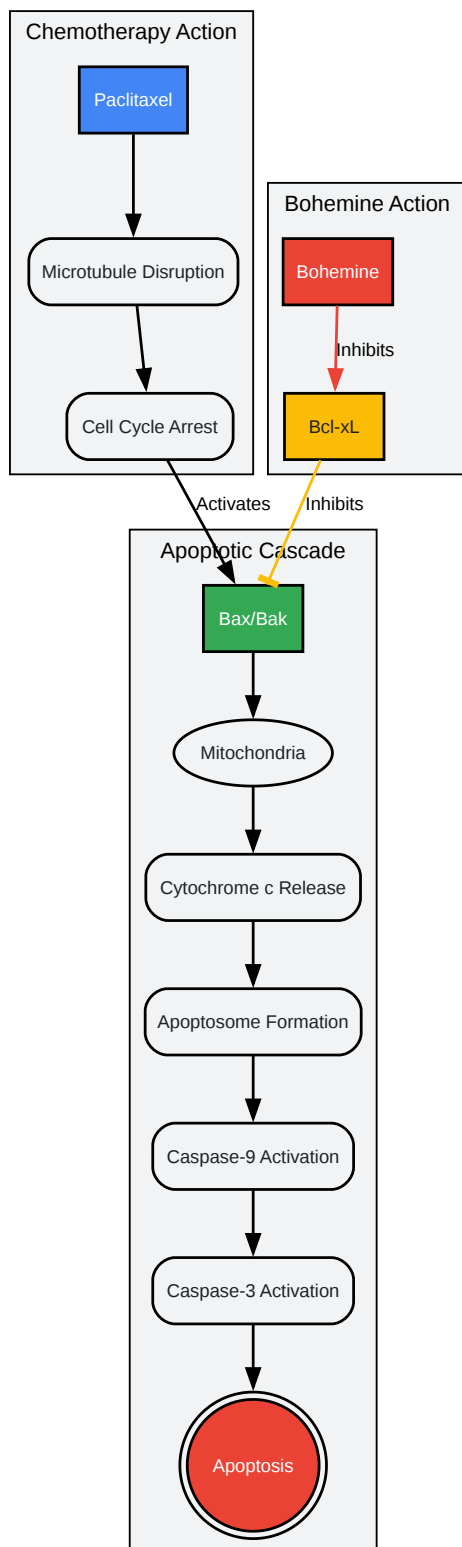 Chemotherapy Action
Paclitaxel
Bohemine Action
Microtubule Disruption
Bohemine
Inhibits
Cell Cycle Arrest
Bcl-xL
Activates
Inhibits
Apoptotic Cascade
Bax/Bak
Mitochondria
Cytochrome c Release
Apoptosome Formation
Caspase-9 Activation
Caspase-3 Activation
Apoptosis